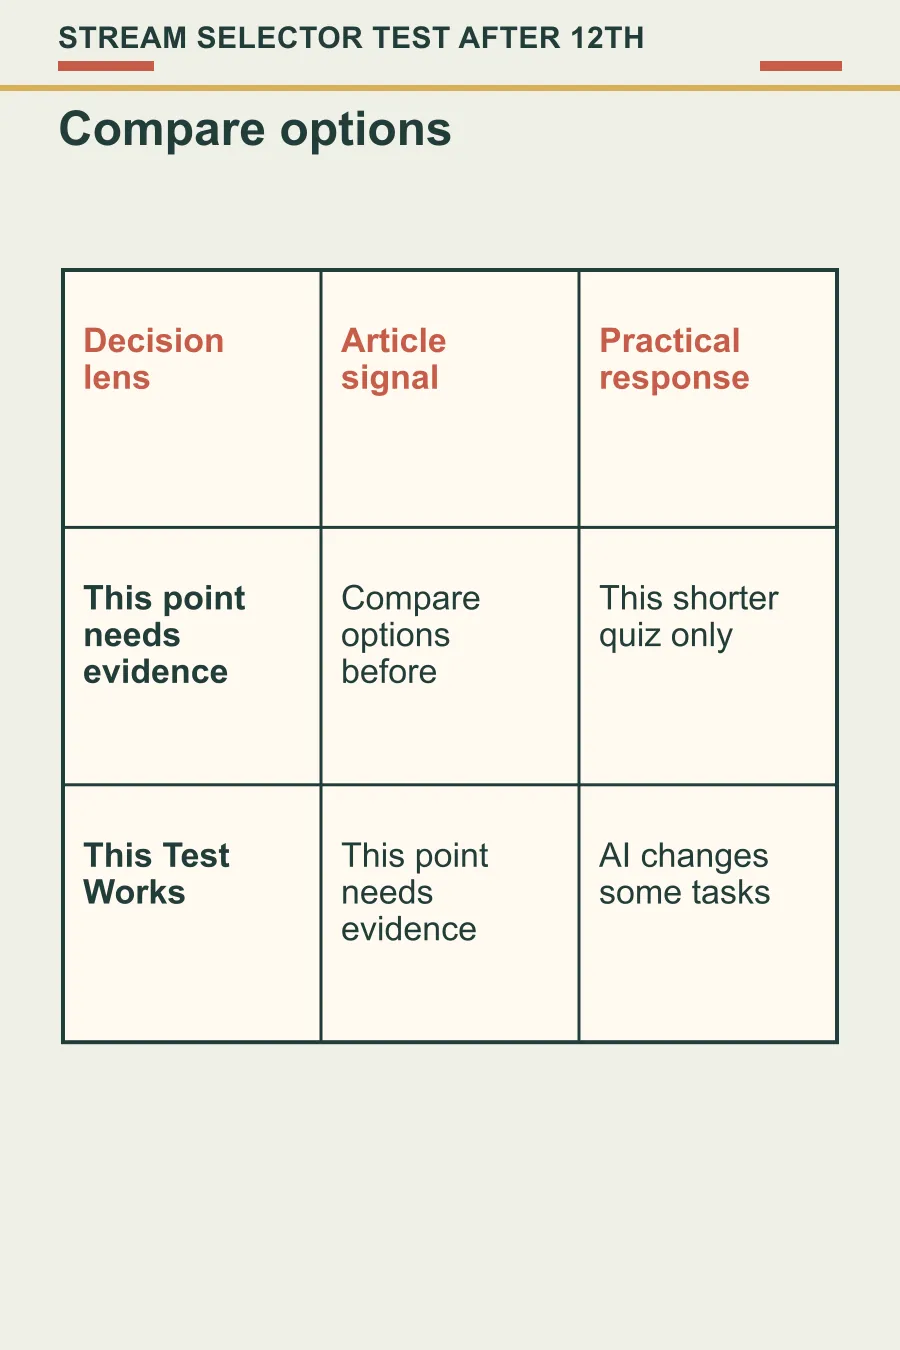 STREAM SELECTOR TEST AFTER 12TH
Compare options
Decision
lens
Article
signal
Practical
response
This point
needs
evidence
Compare
options
before
This shorter
quiz only
This Test
Works
This point
needs
evidence
AI changes
some tasks